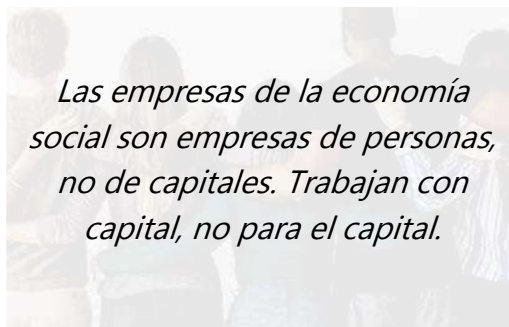 Las empresas de la economía
social son empresas de personas,
no de capitales. Trabajan con
capital, no para el capital.